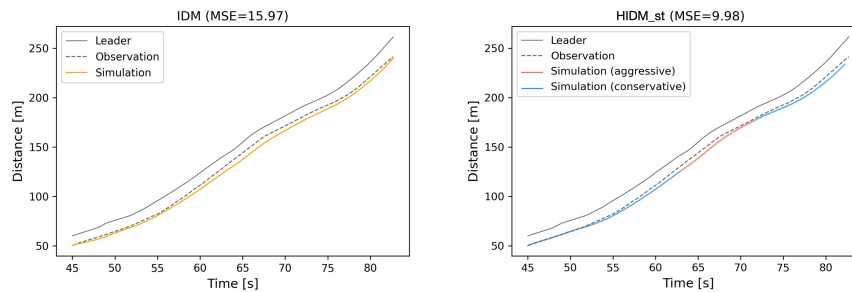 IDM (MSE=15.97)
Leader
Observation
Simulation
Distance [m]
250
200
150
100
50
45 50 55 60 65 70 75 80
Time [s]
HIDM_st (MSE=9.98)
Leader
Observation
Simulation (aggressive)
Simulation (conservative)
Distance [m]
250
200
150
100
50
45 50 55 60 65 70 75 80
Time [s]